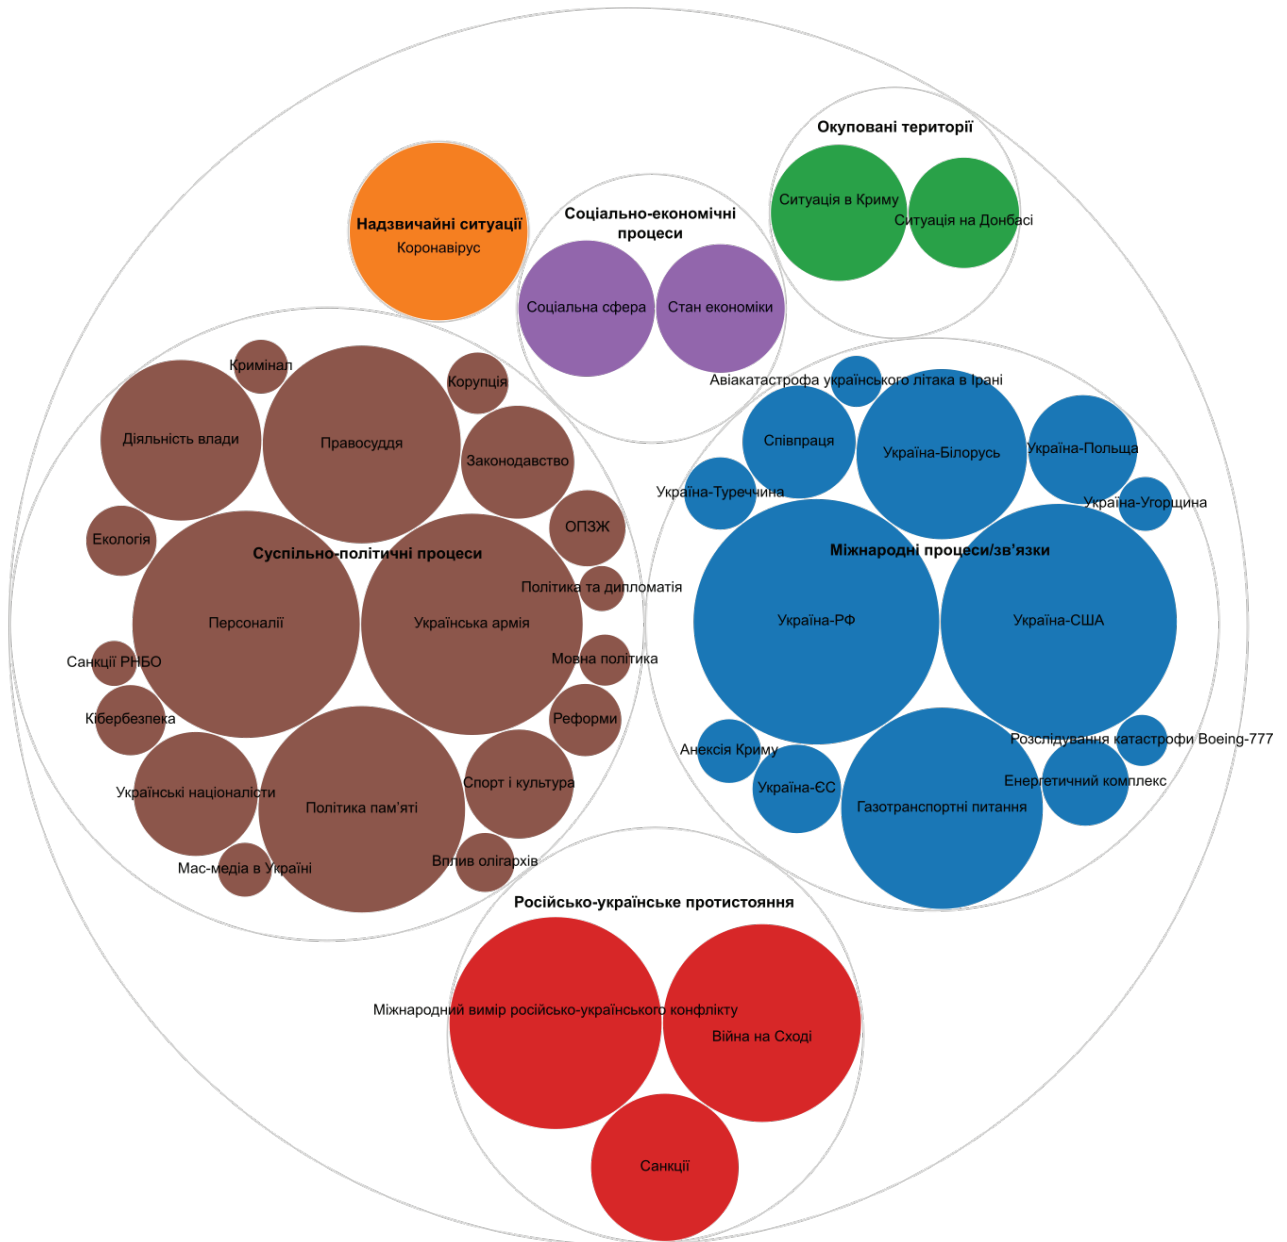 Окуповані території
Ситуація в Криму
Ситуація на Донбасі
Надзвичайні ситуації
Коронавірус
Соціально-економічні
процеси
Соціальна сфера
Стан економіки
Кримінал
Корупція
Діяльність влади
Правосуддя
Законодавство
Екологія
ОПЗЖ
Суспільно-політичні процеси
Політика та дипломатія
Персоналії
Українська армія
Санкції РНБО
Мовна політика
Кібербезпека
Реформи
Українські націоналісти
Політика пам'яті
Спорт і культура
Мас-медіа в Україні
Вплив олігархів
Авіакатастрофа українського літака в Ірані
Співпраця
Україна-Білорусь
Україна-Польща
Україна-Туреччина
Україна-Угорщина
Міжнародні процеси/зв'язки
Україна-РФ
Україна-США
Анексія Криму
Розслідування катастрофи Boeing-777
Україна-ЄС
Енергетичний комплекс
Газотранспортні питання
Російсько-українське протистояння
Міжнародний вимір російсько-українського конфлікту
Війна на Сході
Санкції